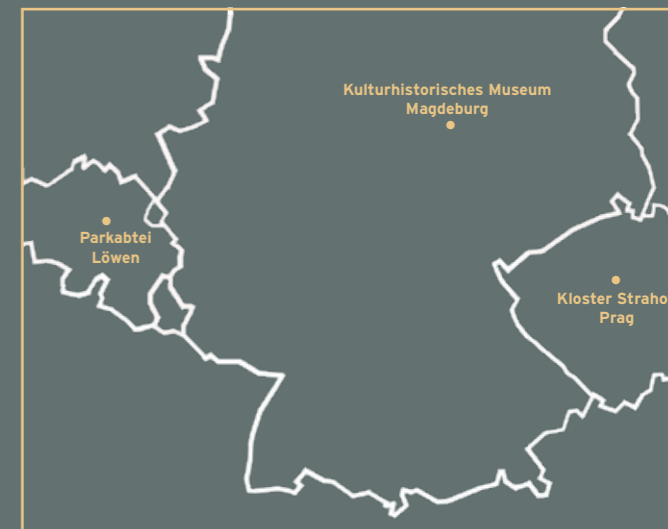 Kulturhistorisches Museum
Magdeburg
Parkabtei
Löwen
Kloster Straho
Prag